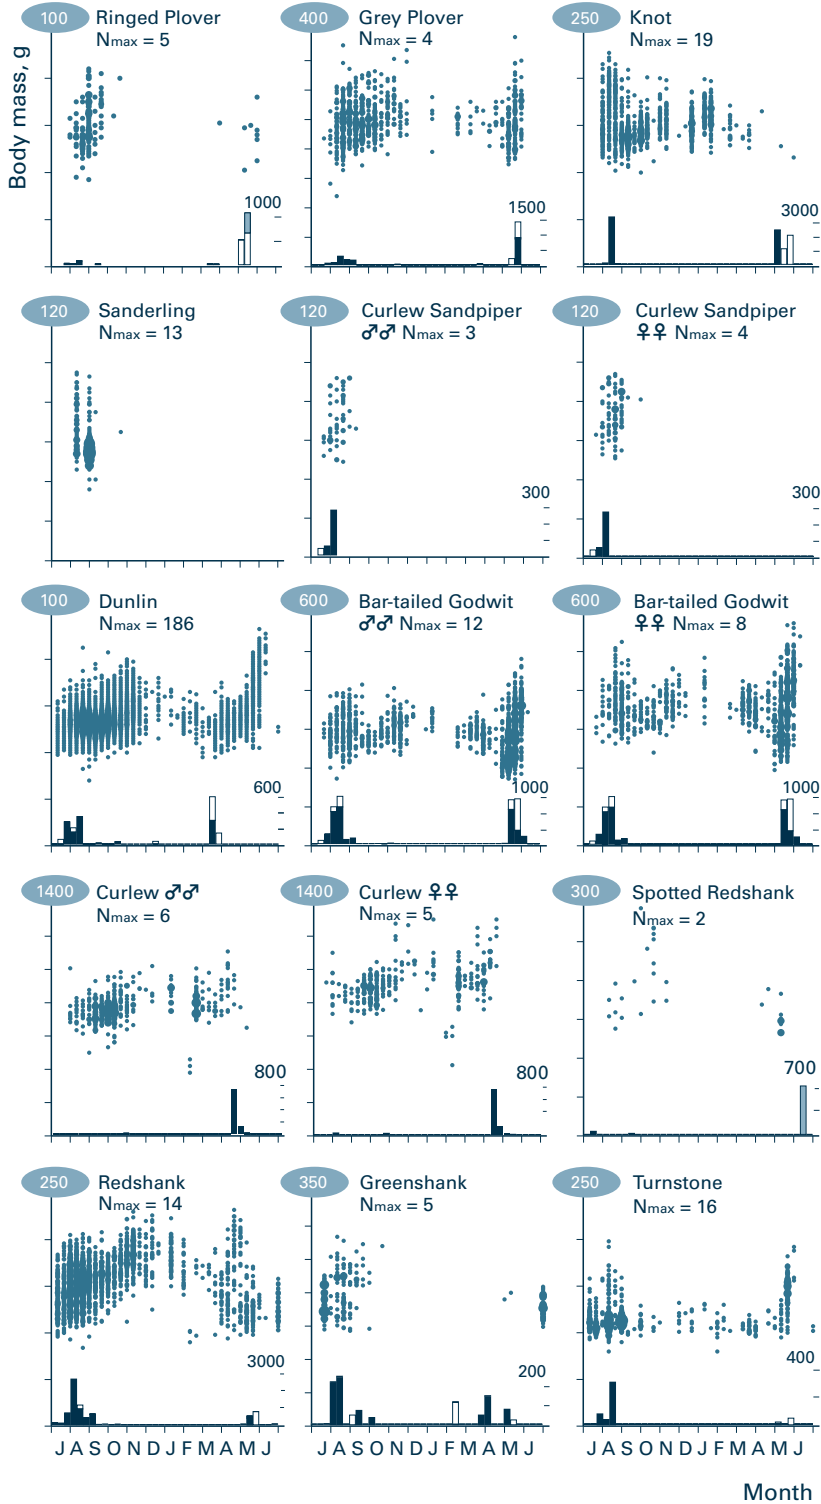 100 Ringed Plover
Nmax = 5
400 Grey Plover
Nmax = 4
250 Knot
Nmax = 19
Body mass, g
1000
1500
3000
120 Sanderling
Nmax = 13
120 Curlew Sandpiper
♂♂ Nmax = 3
120 Curlew Sandpiper
♀♀ Nmax = 4
300
300
100 Dunlin
Nmax = 186
600 Bar-tailed Godwit
♂♂ Nmax = 12
600 Bar-tailed Godwit
♀♀ Nmax = 8
600
1000
1000
1400 Curlew ♂♂
Nmax = 6
1400 Curlew ♀♀
Nmax = 5
300 Spotted Redshank
Nmax = 2
800
800
700
250 Redshank
Nmax = 14
350 Greenshank
Nmax = 5
250 Turnstone
Nmax = 16
3000
200
400
J A S O N D J F M A M J
J A S O N D J F M A M J
J A S O N D J F M A M J
Month